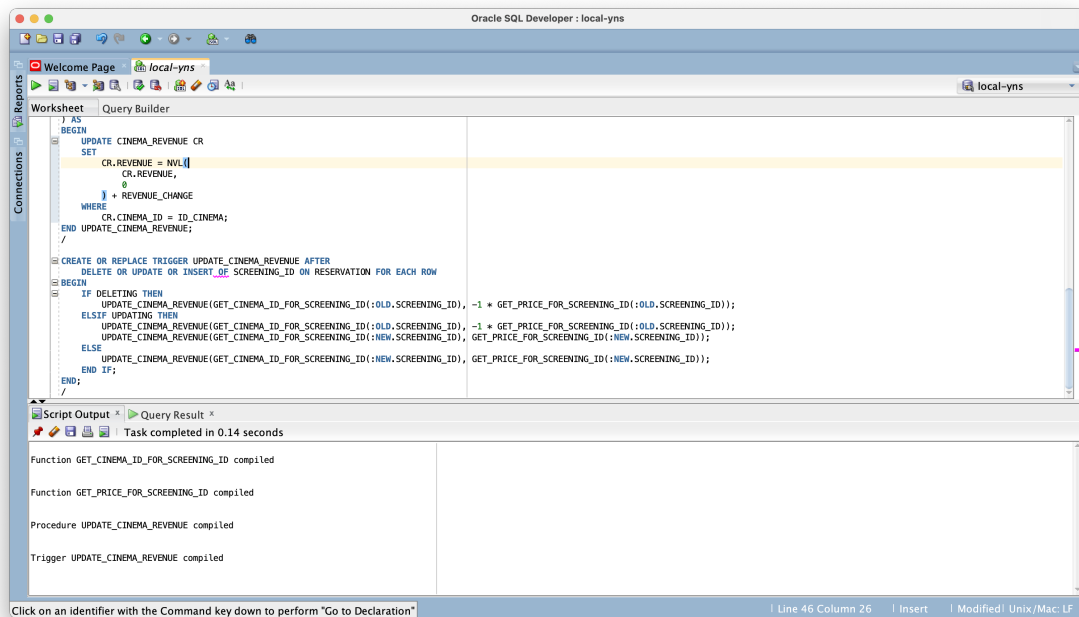 Oracle SQL Developer : local-yns
Welcome Page
local-yns
local-yns
Reports
Connections
Worksheet Query Builder
) AS
BEGIN
UPDATE CINEMA_REVENUE CR
SET
CR.REVENUE = NVL(
CR.REVENUE,
0
) + REVENUE_CHANGE
WHERE
CR.CINEMA_ID = ID_CINEMA;
END UPDATE_CINEMA_REVENUE;
/
CREATE OR REPLACE TRIGGER UPDATE_CINEMA_REVENUE AFTER
DELETE OR UPDATE OR INSERT OF SCREENING_ID ON RESERVATION FOR EACH ROW
BEGIN
IF DELETING THEN
UPDATE_CINEMA_REVENUE(GET_CINEMA_ID_FOR_SCREENING_ID(:OLD.SCREENING_ID), -1 * GET_PRICE_FOR_SCREENING_ID(:OLD.SCREENING_ID));
ELSIF UPDATING THEN
UPDATE_CINEMA_REVENUE(GET_CINEMA_ID_FOR_SCREENING_ID(:OLD.SCREENING_ID), -1 * GET_PRICE_FOR_SCREENING_ID(:OLD.SCREENING_ID));
UPDATE_CINEMA_REVENUE(GET_CINEMA_ID_FOR_SCREENING_ID(:NEW.SCREENING_ID), GET_PRICE_FOR_SCREENING_ID(:NEW.SCREENING_ID));
ELSE
UPDATE_CINEMA_REVENUE(GET_CINEMA_ID_FOR_SCREENING_ID(:NEW.SCREENING_ID), GET_PRICE_FOR_SCREENING_ID(:NEW.SCREENING_ID));
END IF;
END;
/
Script Output x Query Result x
Task completed in 0.14 seconds
Function GET_CINEMA_ID_FOR_SCREENING_ID compiled
Function GET_PRICE_FOR_SCREENING_ID compiled
Procedure UPDATE_CINEMA_REVENUE compiled
Trigger UPDATE_CINEMA_REVENUE compiled
Click on an identifier with the Command key down to perform "Go to Declaration" | Line 46 Column 26 | Insert | Modified | Unix/Mac: LF